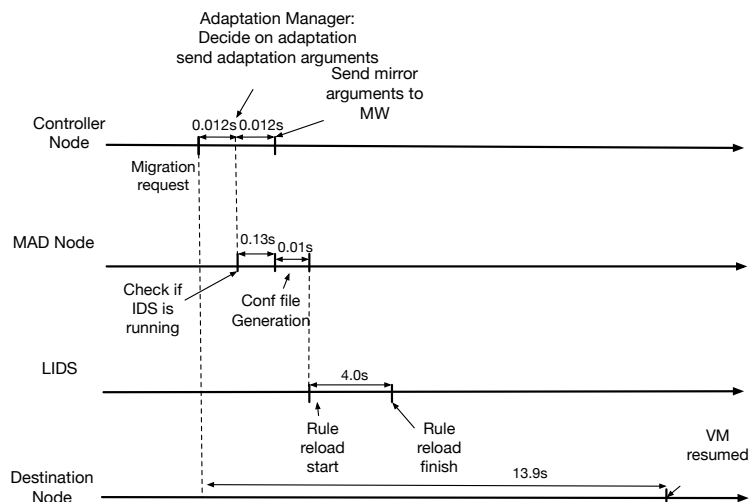 Adaptation Manager:
Decide on adaptation
send adaptation arguments
Send mirror
arguments to
MW
0.012s
0.012s
Controller
Node
Migration
request
MAD Node
0.13s
0.01s
Check if
IDS is
running
Conf file
Generation
LIDS
4.0s
Rule
reload
start
Rule
reload
finish
VM
resumed
Destination
Node
13.9s